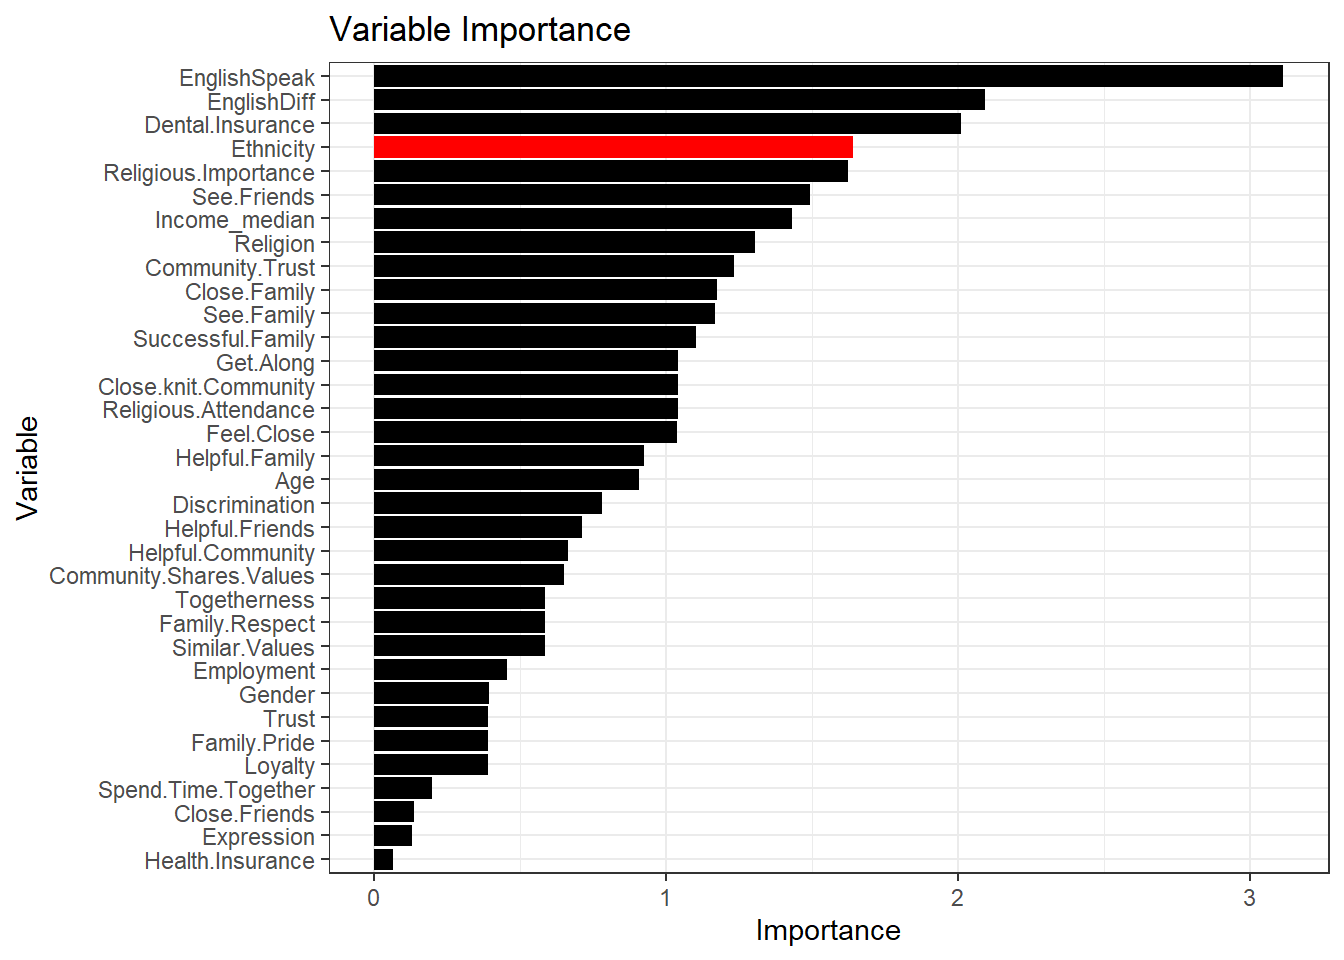 Variable Importance
EnglishSpeak
EnglishDiff
Dental.Insurance
Ethnicity
Religious.Importance
See.Friends
Income_median
Religion
Community.Trust
Close.Family
See.Family
Successful.Family
Get.Along
Close.knit.Community
Religious.Attendance
Feel.Close
Helpful.Family
Age
Discrimination
Helpful.Friends
Helpful.Community
Community.Shares.Values
Togetherness
Family.Respect
Similar.Values
Employment
Gender
Trust
Family.Pride
Loyalty
Spend.Time.Together
Close.Friends
Expression
Health.Insurance
Variable
0 1 2 3
Importance